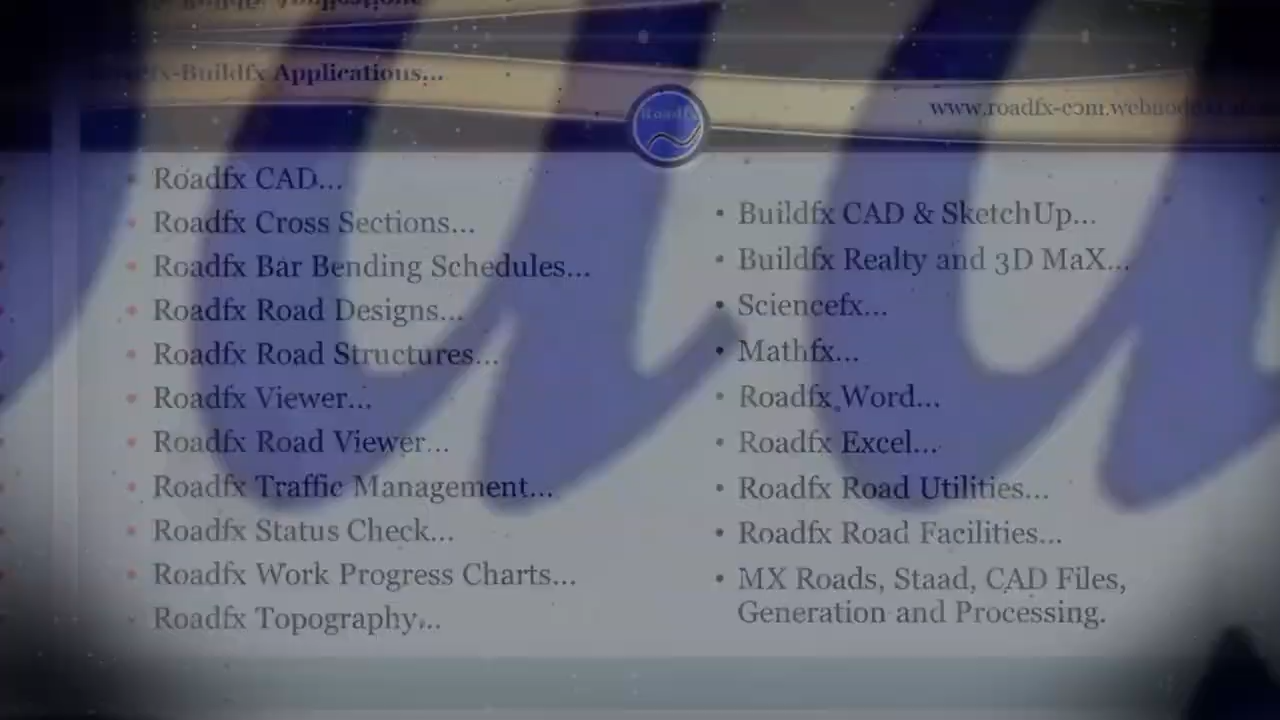 Applications...
www.roadfx-com.webnode
Roadfx
• Roadfx CAD...
• Roadfx Cross Sections...
• Roadfx Bar Bending Schedules...
• Roadfx Road Designs...
• Roadfx Road Structures...
• Roadfx Viewer...
• Roadfx Road Viewer...
• Roadfx Traffic Management...
• Roadfx Status Check...
• Roadfx Work Progress Charts...
• Roadfx Topography...
• Buildfx CAD & SketchUp...
• Buildfx Realty and 3D MaX...
• Sciencefx...
• Mathfx...
• Roadfx Word...
• Roadfx Excel...
• Roadfx Road Utilities...
• Roadfx Road Facilities...
• MX Roads, Staad, CAD Files,
Generation and Processing.